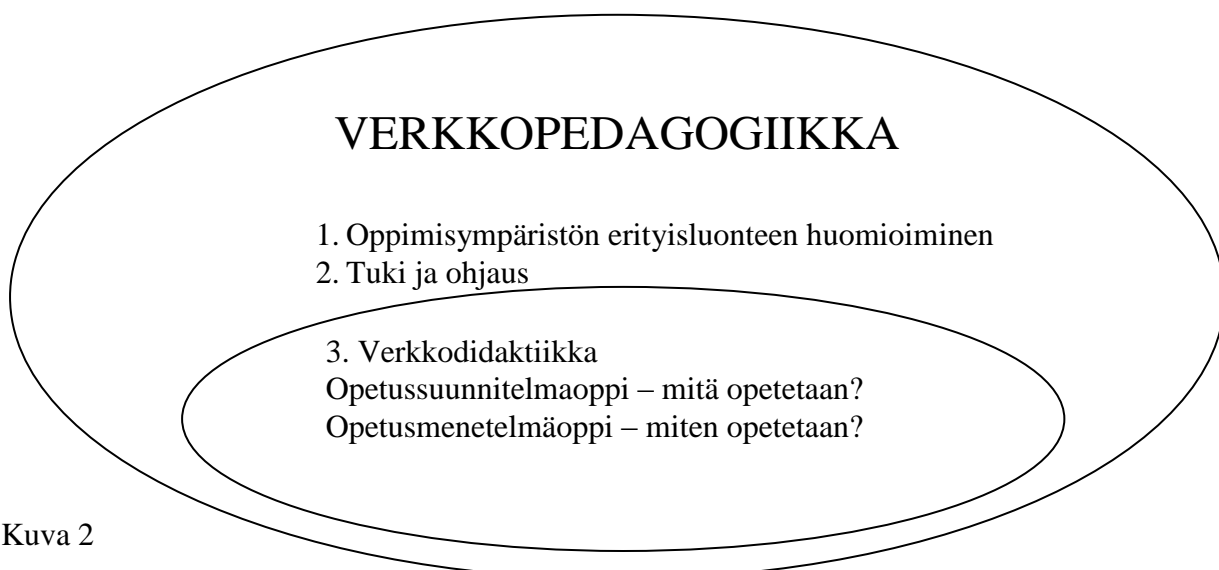 VERKKOPEDAGOGIIKKA
1. Oppimisympäristön erityisluonteen huomioiminen
2. Tuki ja ohjaus
3. Verkkodidaktiikka
Opetussuunnitelmaoppi – mitä opetetaan?
Opetusmenetelmäoppi – miten opetetaan?
Kuva 2